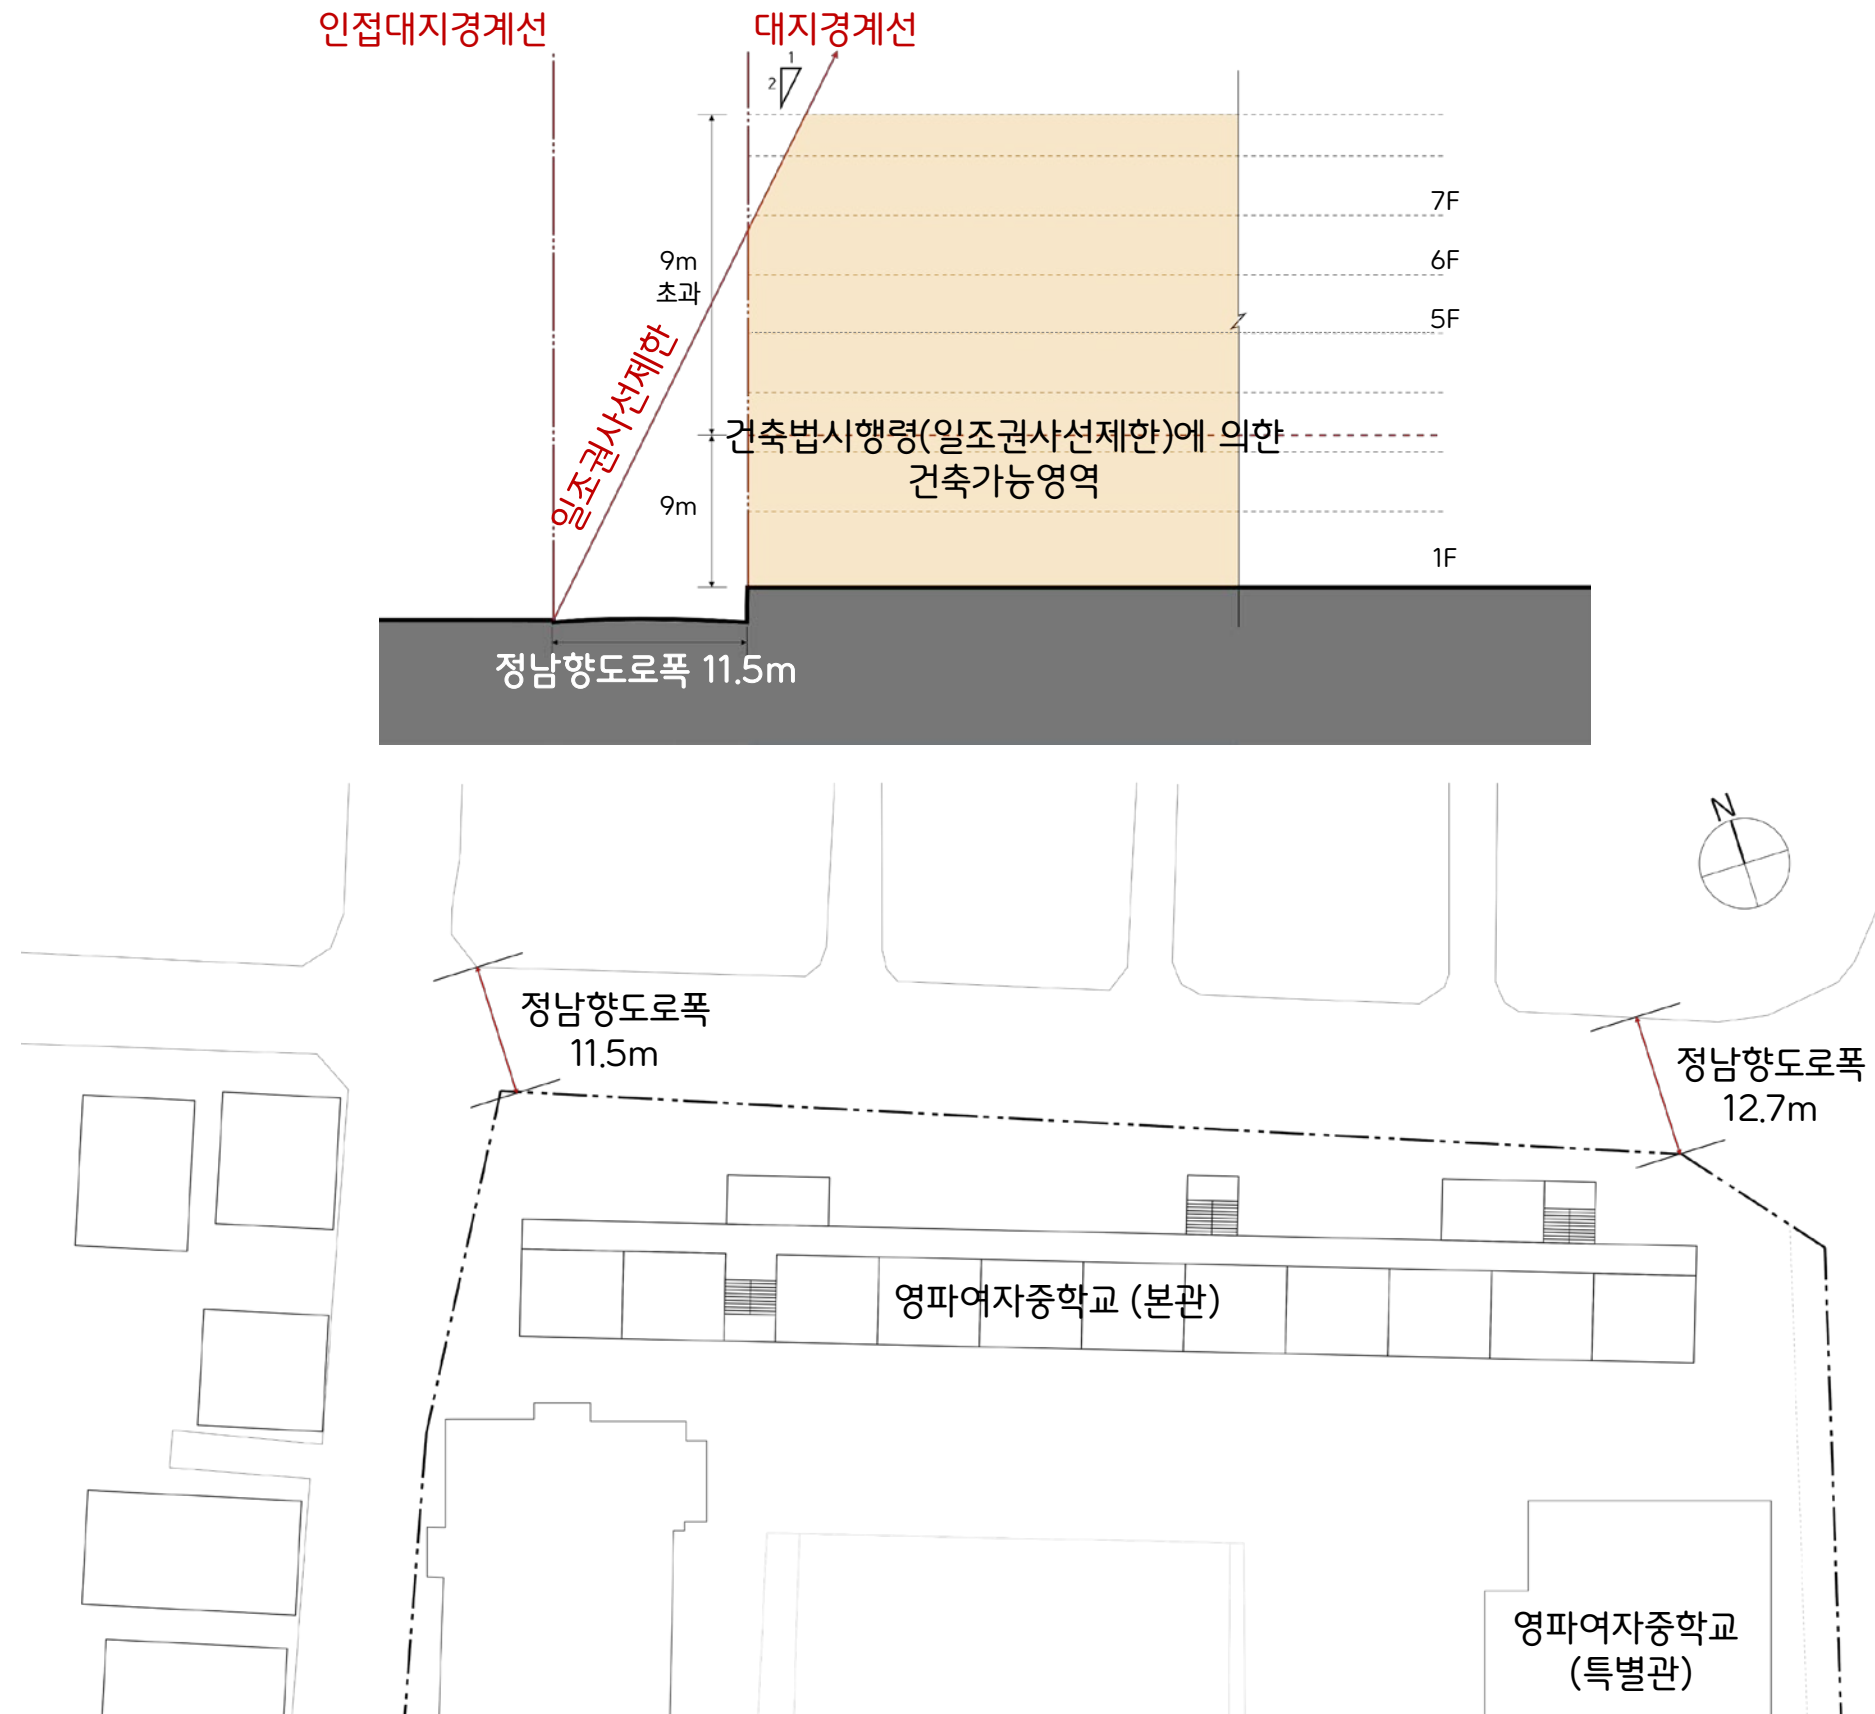 인접대지경계선
대지경계선
1
2
7F
6F
5F
9m
초과
일조권사선제한
건축법시행령(일조권사선제한)에 의한
건축가능영역
9m
1F
정남향도로폭 11.5m
N
정남향도로폭
11.5m
정남향도로폭
12.7m
영파여자중학교 (본관)
영파여자중학교
(특별관)